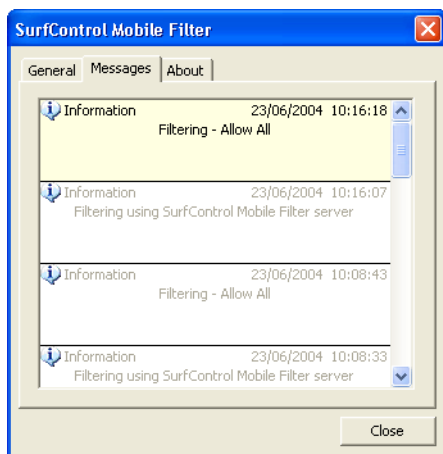 SurfControl Mobile Filter
General Messages About
Information 23/06/2004 10:16:18
Filtering - Allow All
Information 23/06/2004 10:16:07
Filtering using SurfControl Mobile Filter server
Information 23/06/2004 10:08:43
Filtering - Allow All
Information 23/06/2004 10:08:33
Filtering using SurfControl Mobile Filter server
Close